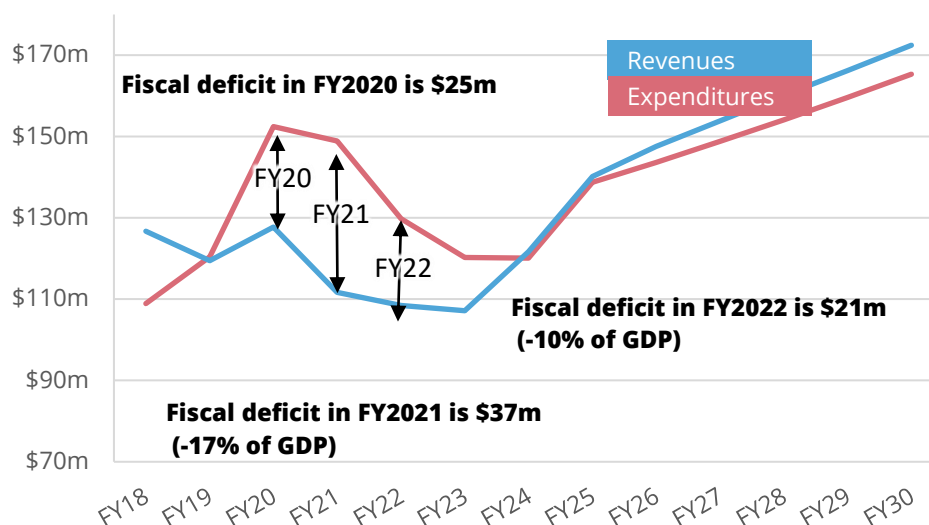 $170m
Revenues
Fiscal deficit in FY2020 is $25m
Expenditures
$150m
FY20
$130m
FY21
FY22
$110m
Fiscal deficit in FY2022 is $21m
(-10% of GDP)
$90m
Fiscal deficit in FY2021 is $37m
(-17% of GDP)
$70m
FY18 FY19 FY20 FY21 FY22 FY23 FY24 FY25 FY26 FY27 FY28 FY29 FY30